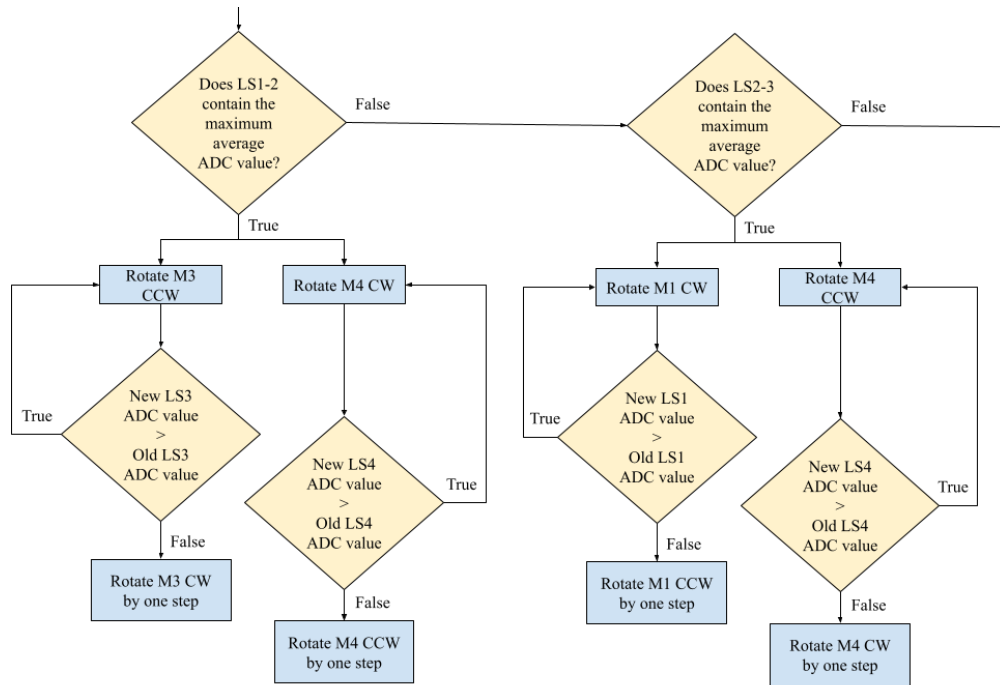 Does LS1-2
contain the
maximum
average
ADC value?
False
Does LS2-3
contain the
maximum
average
ADC value?
False
True
True
Rotate M3
CCW
Rotate M4 CW
Rotate M1 CW
Rotate M4
CCW
New LS3
ADC value
>
Old LS3
ADC value
True
New LS4
ADC value
>
Old LS4
ADC value
True
New LS1
ADC value
>
Old LS1
ADC value
True
New LS4
ADC value
>
Old LS4
ADC value
True
False
Rotate M3 CW
by one step
False
Rotate M4 CCW
by one step
False
Rotate M1 CCW
by one step
False
Rotate M4 CW
by one step